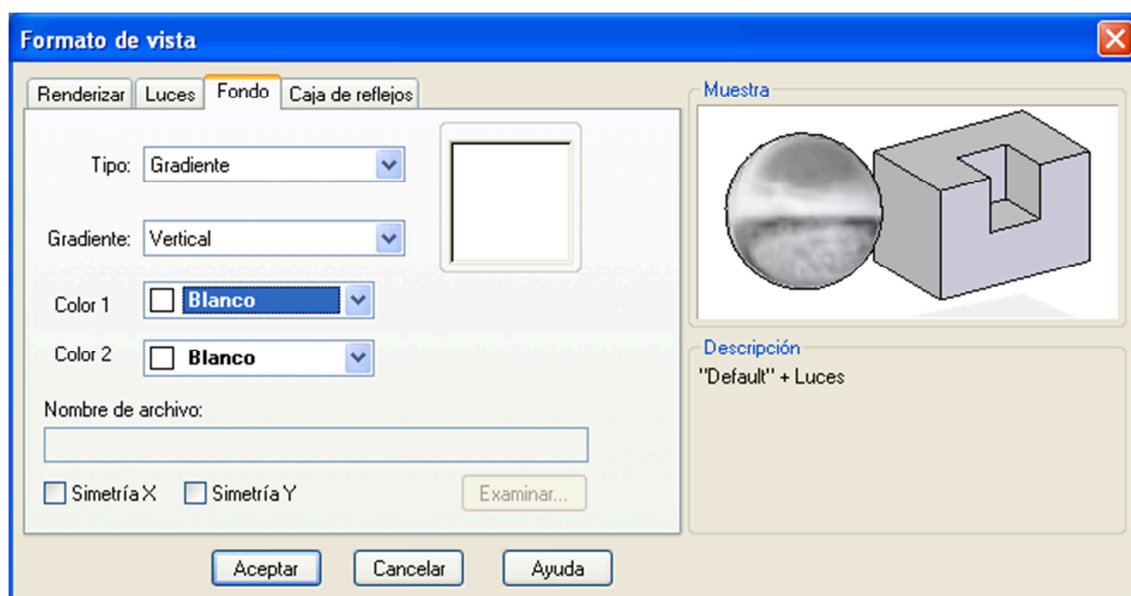 Formato de vista
Renderizar Luces Fondo Caja de reflejos
Tipo: Gradiente
Gradiente: Vertical
Color 1 Blanco
Color 2 Blanco
Nombre de archivo:
Simetría X Simetría Y Examinar...
Aceptar Cancelar Ayuda
Muestra
Descripción
"Default" + Luces